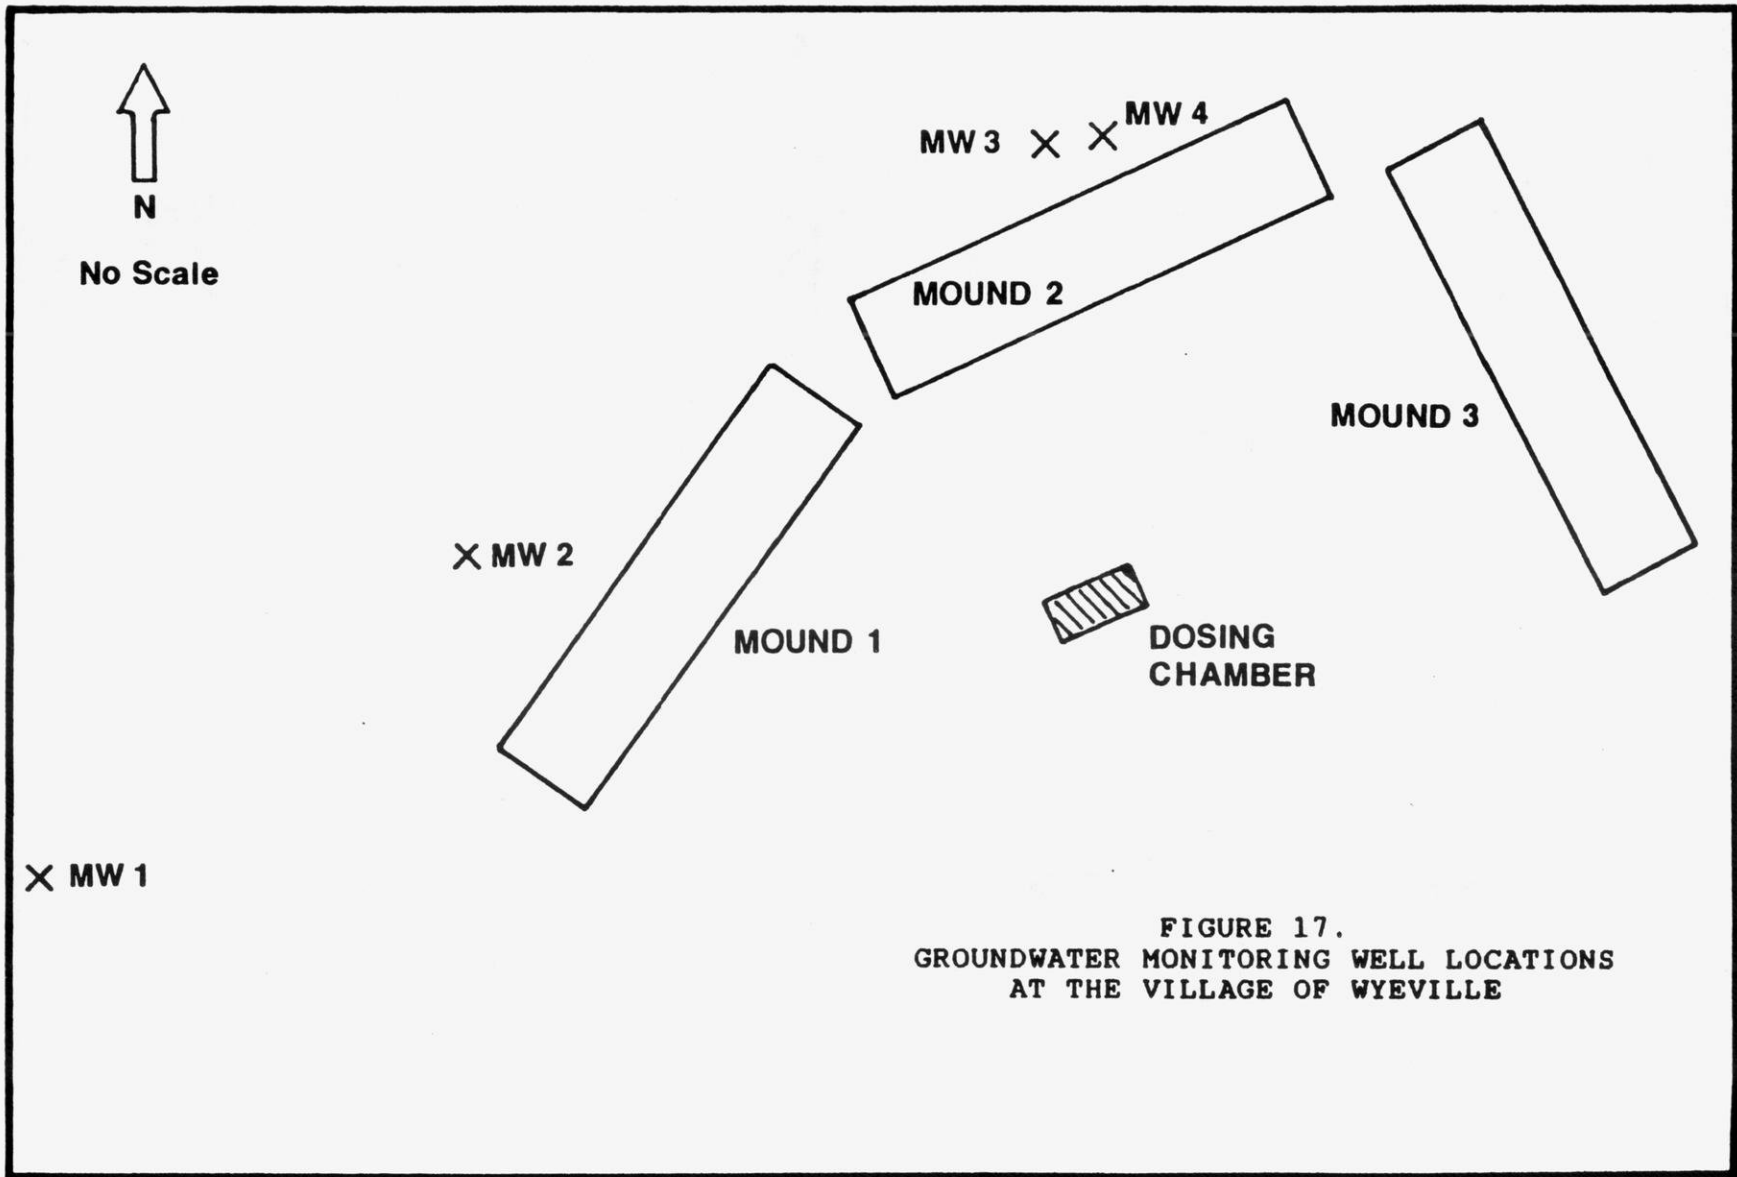 N
No Scale
MW 3
MW 4
MOUND 2
MOUND 3
MW 2
MOUND 1
DOSING
CHAMBER
MW 1
FIGURE 17.
GROUNDWATER MONITORING WELL LOCATIONS
AT THE VILLAGE OF WYEVILLE